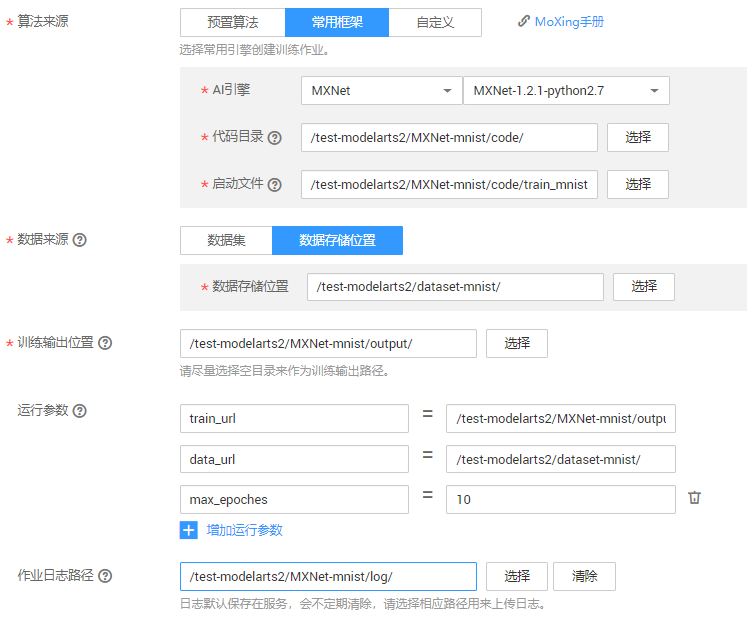 * 算法来源 预置算法 常用框架 自定义 MoXing手册
选择常用引擎创建训练作业。
* AI引擎 MXNet MXNet-1.2.1-python2.7
* 代码目录 ? /test-modelarts2/MXNet-mnist/code/ 选择
* 启动文件 ? /test-modelarts2/MXNet-mnist/code/train_mnist 选择
* 数据来源 ? 数据集 数据存储位置
* 数据存储位置 /test-modelarts2/dataset-mnist/ 选择
* 训练输出位置 ? /test-modelarts2/MXNet-mnist/output/ 选择
请尽量选择空目录来作为训练输出路径。
运行参数 ? train_url = /test-modelarts2/MXNet-mnist/outpu
data_url = /test-modelarts2/dataset-mnist/
max_epoches = 10
+ 增加运行参数
作业日志路径 ? /test-modelarts2/MXNet-mnist/log/ 选择 清除
日志默认保存在服务，会不定期清除，请选择相应路径用来上传日志。